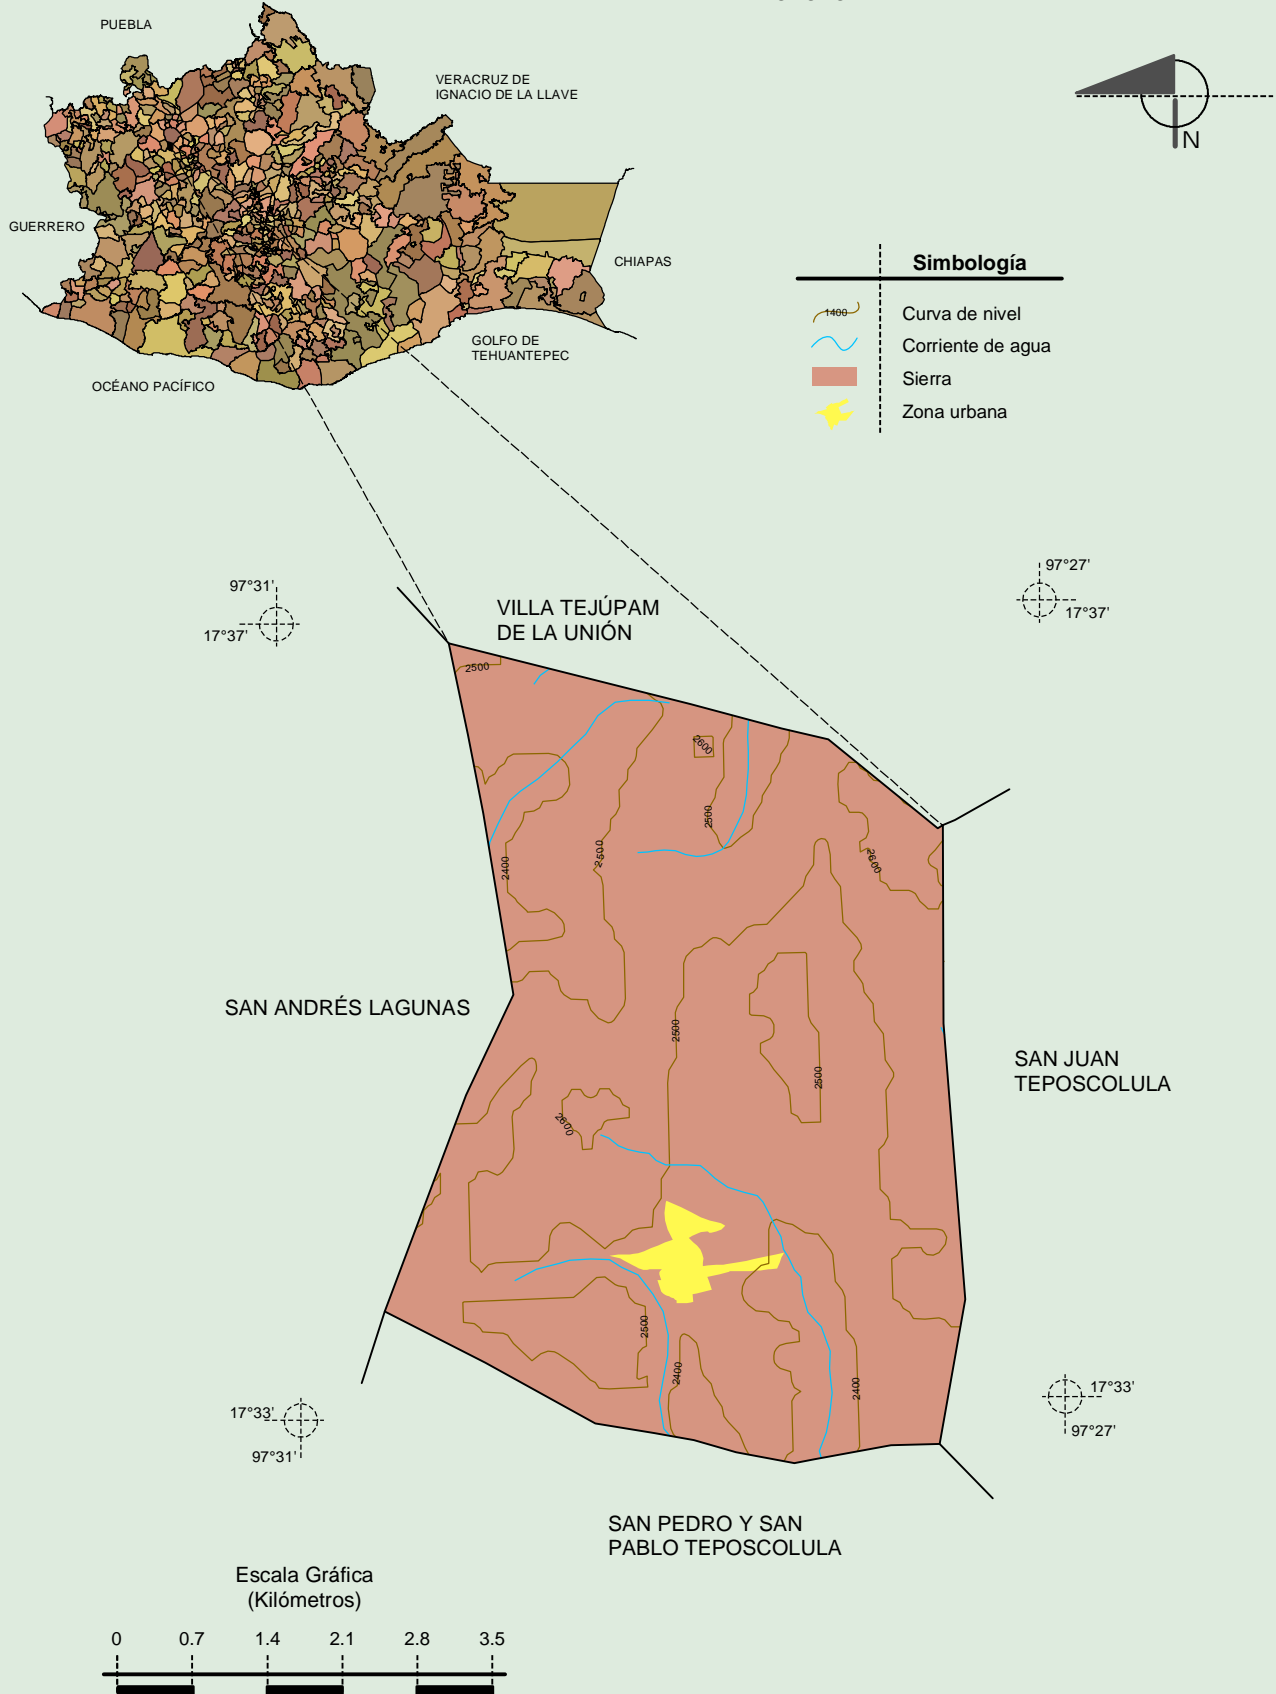 PUEBLA
VERACRUZ DE
IGNACIO DE LA LLAVE
N
GUERRERO
CHIAPAS
GOLFO DE
TEHUANTEPEC
OCÉANO PACÍFICO
Simbología
1400
Curva de nivel
Corriente de agua
Sierra
Zona urbana
97°31'
17°37'
97°27'
17°37'
VILLA TEJÚPAM
DE LA UNIÓN
2500
2600
2500
2500
2400
2600
SAN ANDRÉS LAGUNAS
2500
2500
SAN JUAN
TEPOSCOLULA
2600
2500
2400
2400
17°33'
97°31'
17°33'
97°27'
SAN PEDRO Y SAN
PABLO TEPOSCOLULA
Escala Gráfica
(Kilómetros)
0 0.7 1.4 2.1 2.8 3.5